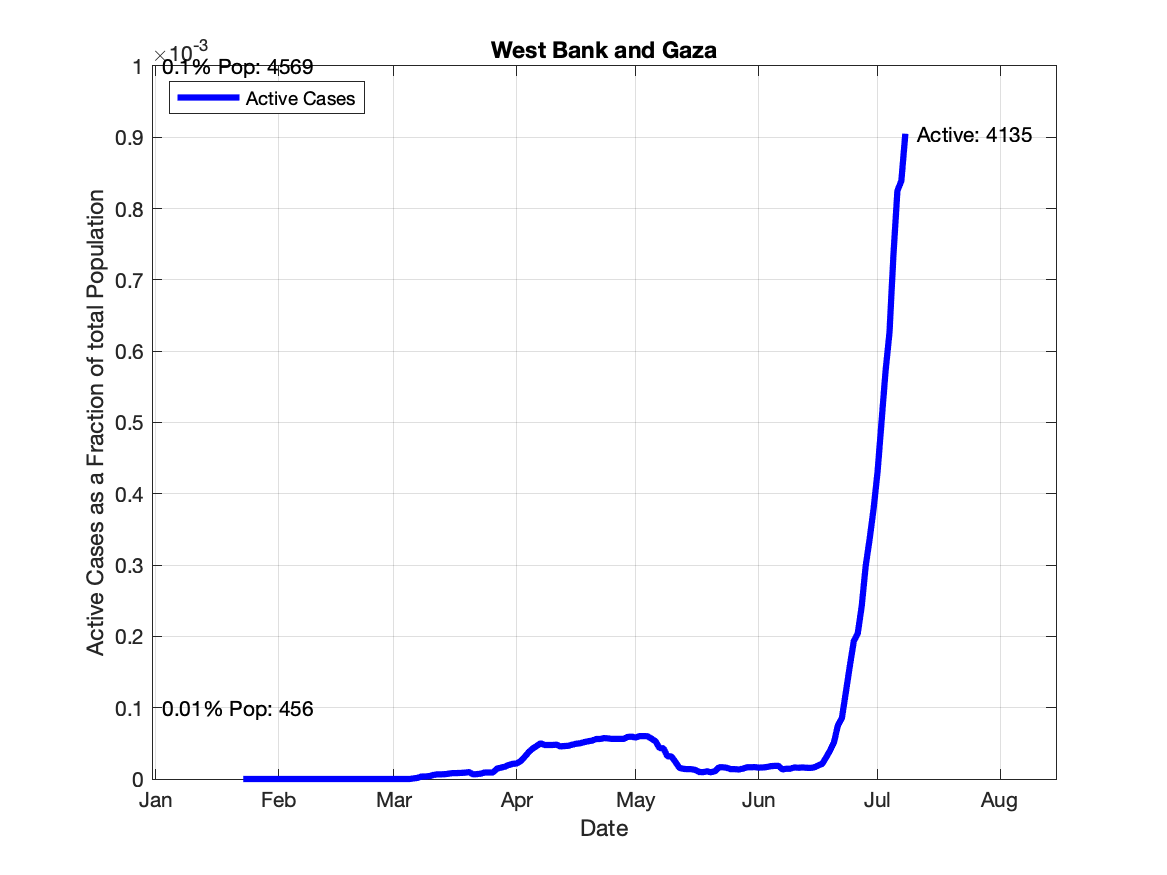 West Bank and Gaza
×10-3
0.1% Pop: 4569
Active Cases
Active: 4135
0.01% Pop: 456
Active Cases as a Fraction of total Population
1
0.9
0.8
0.7
0.6
0.5
0.4
0.3
0.2
0.1
0
Jan Feb Mar Apr May Jun Jul Aug
Date